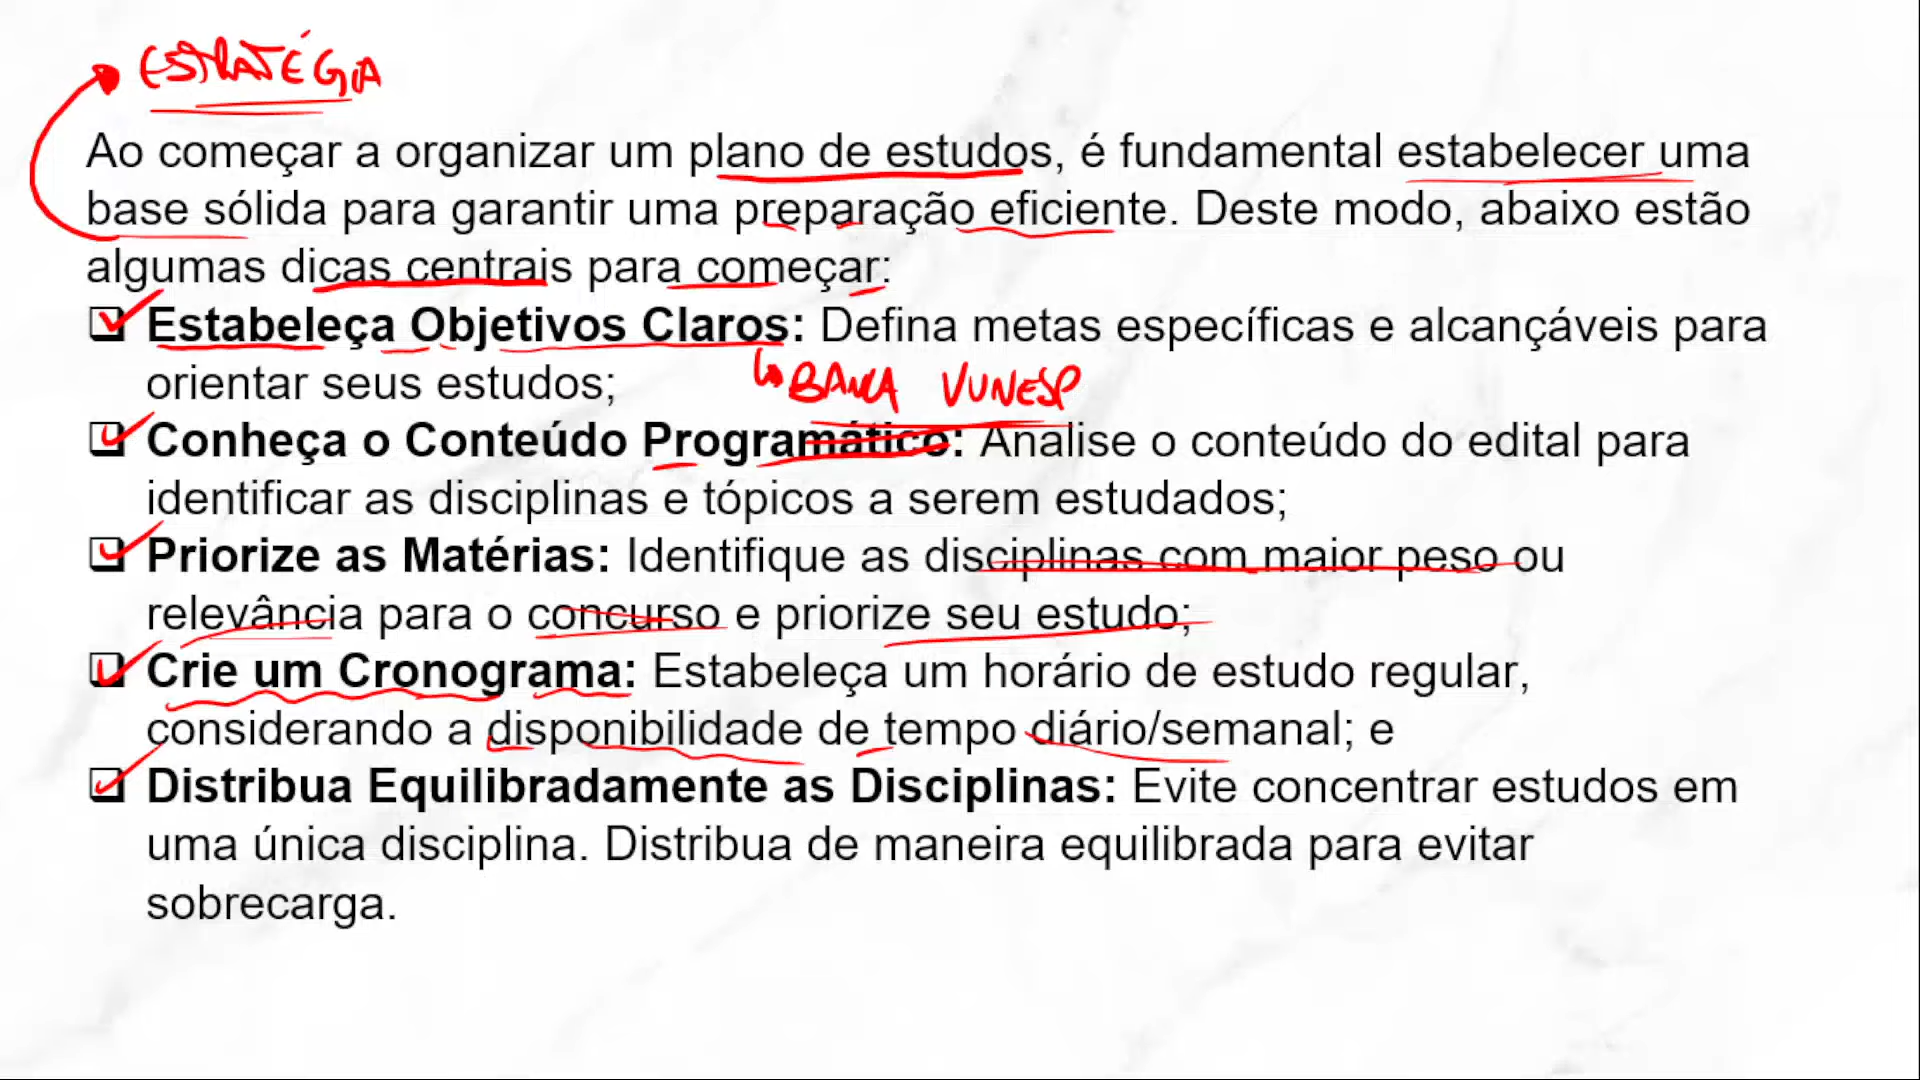 ESTRATÉGIA
Ao começar a organizar um plano de estudos, é fundamental estabelecer uma
base sólida para garantir uma preparação eficiente. Deste modo, abaixo estão
algumas dicas centrais para começar:
Estabeleça Objetivos Claros: Defina metas específicas e alcançáveis para
orientar seus estudos;
BANCA VUNESP
Conheça o Conteúdo Programático: Analise o conteúdo do edital para
identificar as disciplinas e tópicos a serem estudados;
Priorize as Matérias: Identifique as disciplinas com maior peso ou
relevância para o concurso e priorize seu estudo;
Crie um Cronograma: Estabeleça um horário de estudo regular,
considerando a disponibilidade de tempo diário/semanal; e
Distribua Equilibradamente as Disciplinas: Evite concentrar estudos em
uma única disciplina. Distribua de maneira equilibrada para evitar
sobrecarga.